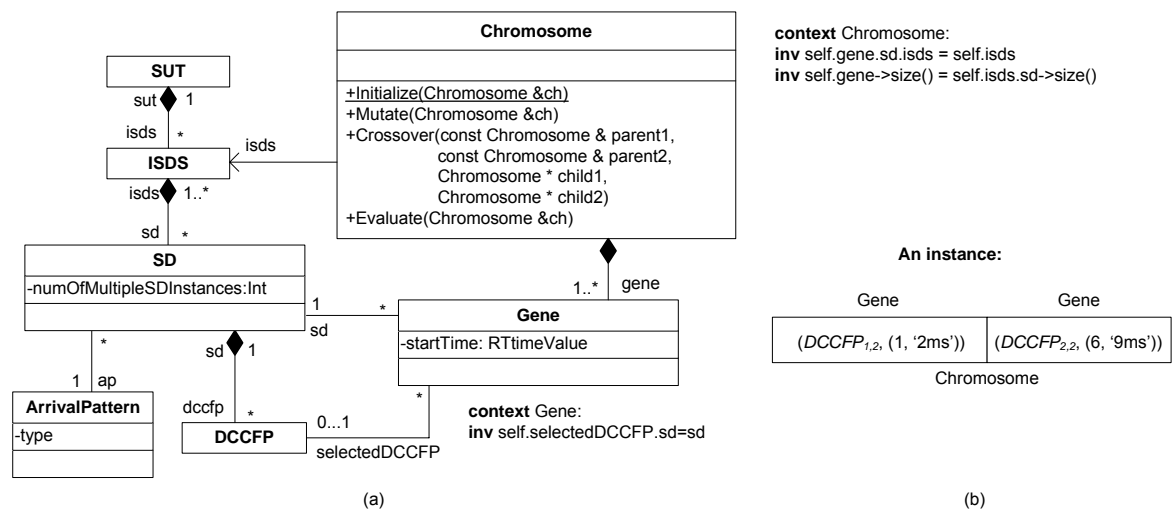 Chromosome
+Initialize(Chromosome &ch)
+Mutate(Chromosome &ch)
+Crossover(const Chromosome & parent1,
const Chromosome & parent2,
Chromosome * child1,
Chromosome * child2)
+Evaluate(Chromosome &ch)
context Chromosome:
inv self.gene.sd.isds = self.isds
inv self.gene->size() = self.isds.sd->size()
SUT
sut 1
isds *
isds
ISDS
isds 1..*
sd *
SD
-numOfMultipleSDInstances:Int
1..* gene
1 *
sd
Gene
-startTime: RTtimeValue
* sd 1
1 ap
ArrivalPattern
-type
dccfp *
DCCFP
0...1 *
selectedDCCFP
context Gene:
inv self.selectedDCCFP.sd=sd
(a)
An instance:
Gene Gene
(DCCFP1,2, (1, ‘2ms’)) (DCCFP2,2, (6, ‘9ms’))
Chromosome
(b)